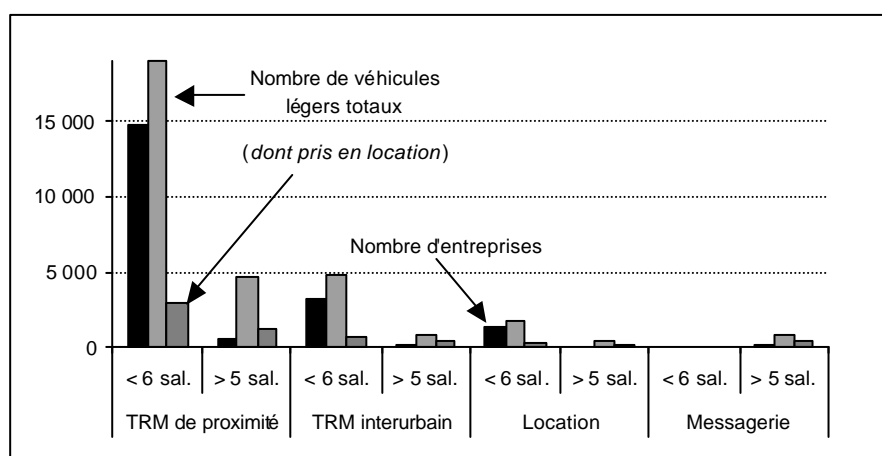 Nombre de véhicules
légers totaux
(dont pris en location)
Nombre d'entreprises
15 000
10 000
5 000
0
< 6 sal. > 5 sal. < 6 sal. > 5 sal. < 6 sal. > 5 sal. < 6 sal. > 5 sal.
TRM de proximité TRM interurbain Location Messagerie